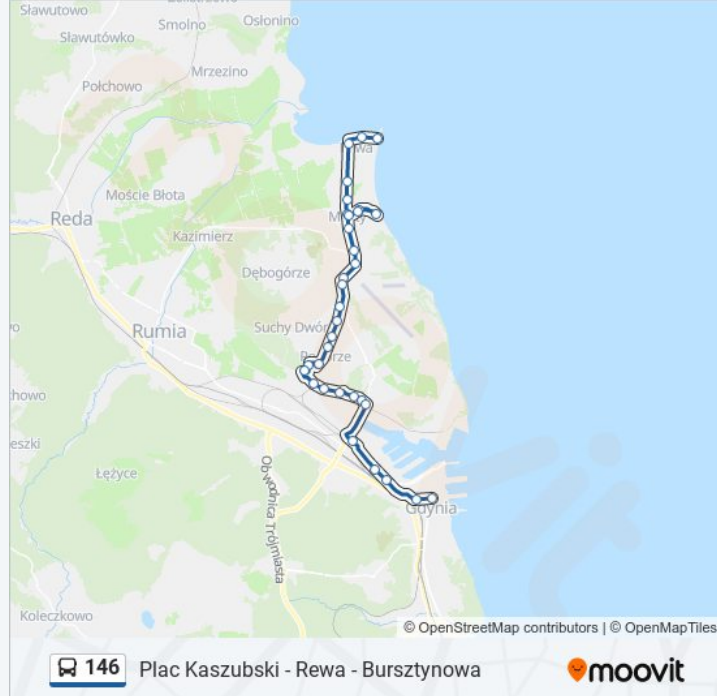 Sławutowo
Smolno
Osłonino
Sławutówko
Mrzezino
Połchowo
Rewa
Moście Błota
Reda
Kazimierz
Dębogórze
Suchy Dwór
Rumia
Łężyce
Obwodnica Trójmiasta
Gdynia
Koleczkowo
© OpenStreetMap contributors | © OpenMapTiles
146 Plac Kaszubski - Rewa - Bursztynowa
moovit